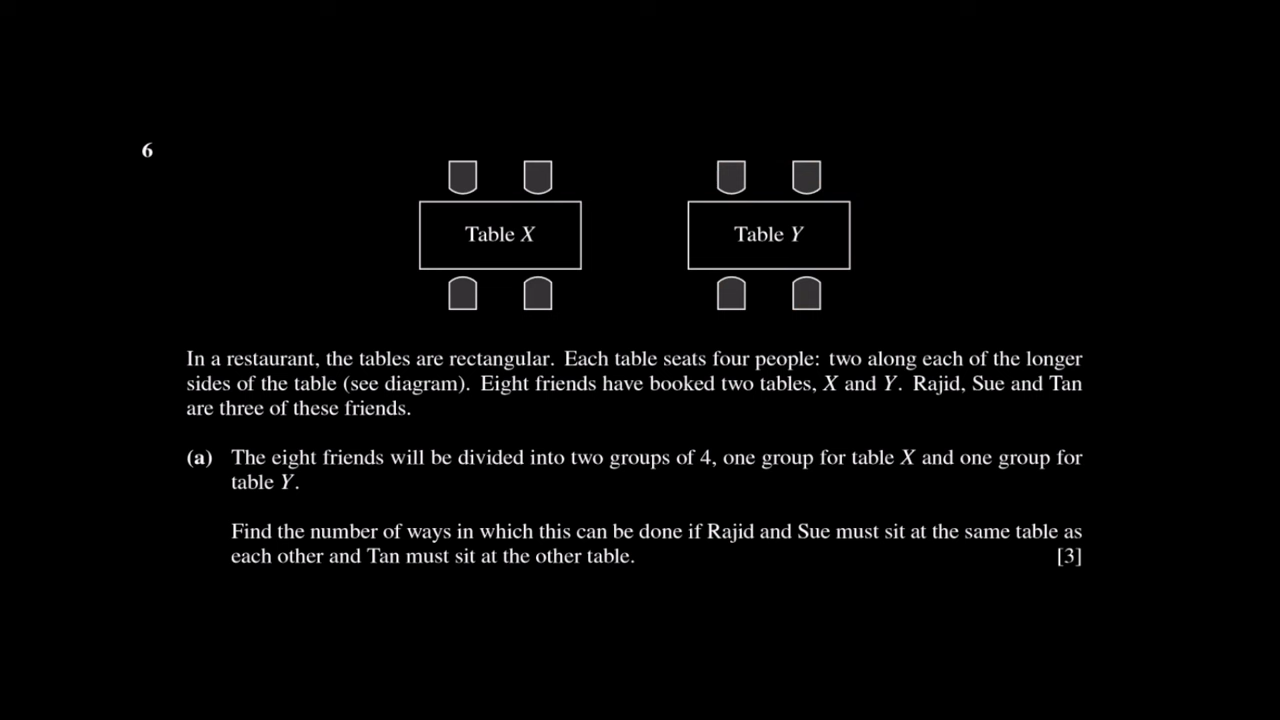 6
Table X Table Y
In a restaurant, the tables are rectangular. Each table seats four people: two along each of the longer
sides of the table (see diagram). Eight friends have booked two tables, X and Y. Rajid, Sue and Tan
are three of these friends.
(a) The eight friends will be divided into two groups of 4, one group for table X and one group for
table Y.
Find the number of ways in which this can be done if Rajid and Sue must sit at the same table as
each other and Tan must sit at the other table. [3]